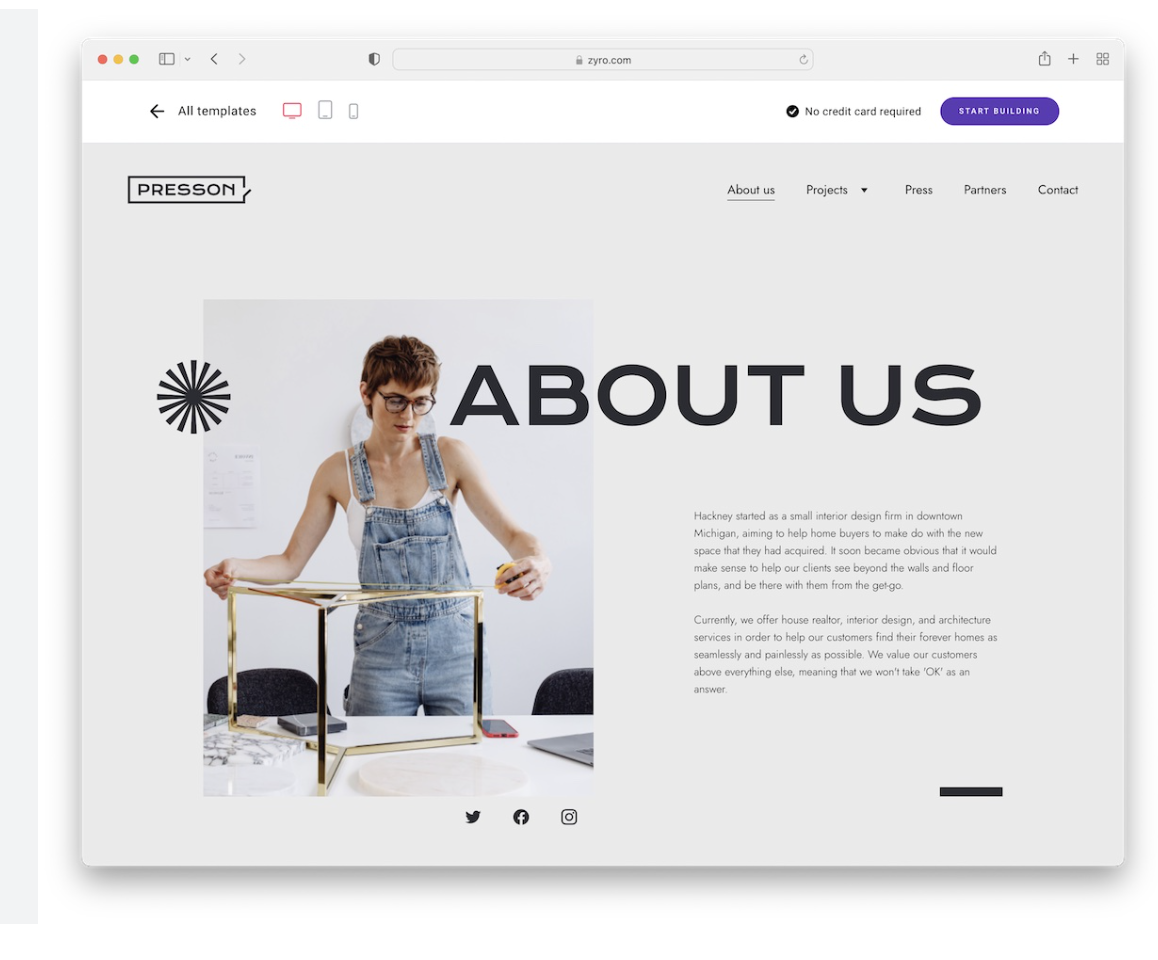 zyro.com
All templates
No credit card required
START BUILDING
PRESSON
About us
Projects
Press
Partners
Contact
ABOUT US
Hackney started as a small interior design firm in downtown
Michigan, aiming to help home buyers to make do with the new
space that they had acquired. It soon became obvious that it would
make sense to help our clients see beyond the walls and floor
plans, and be there with them from the get-go.
Currently, we offer house realtor, interior design, and architecture
services in order to help our customers find their forever homes as
seamlessly and painlessly as possible. We value our customers
above everything else, meaning that we won't take 'OK' as an
answer.